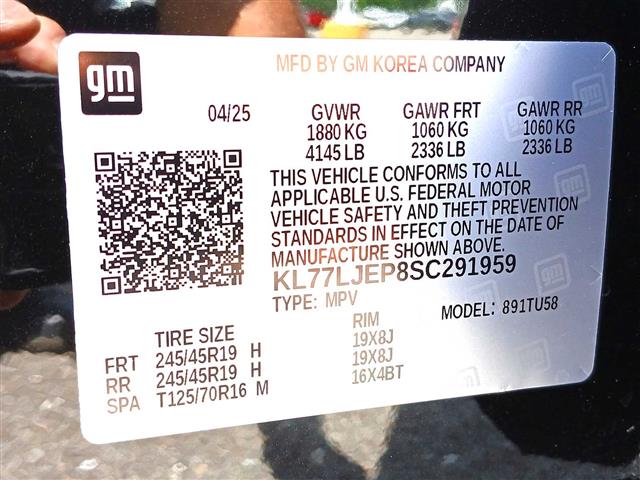 gm
MFD BY GM KOREA COMPANY
04/25 GVWR GAWR FRT GAWR RR
1880 KG 1060 KG 1060 KG
4145 LB 2336 LB 2336 LB
THIS VEHICLE CONFORMS TO ALL
APPLICABLE U.S. FEDERAL MOTOR
VEHICLE SAFETY AND THEFT PREVENTION
STANDARDS IN EFFECT ON THE DATE OF
MANUFACTURE SHOWN ABOVE.
KL77LJEP8SC291959
TYPE: MPV MODEL: 891TU58
TIRE SIZE RIM
FRT 245/45R19 H 19X8J
RR 245/45R19 H 19X8J
SPA T125/70R16 M 16X4BT